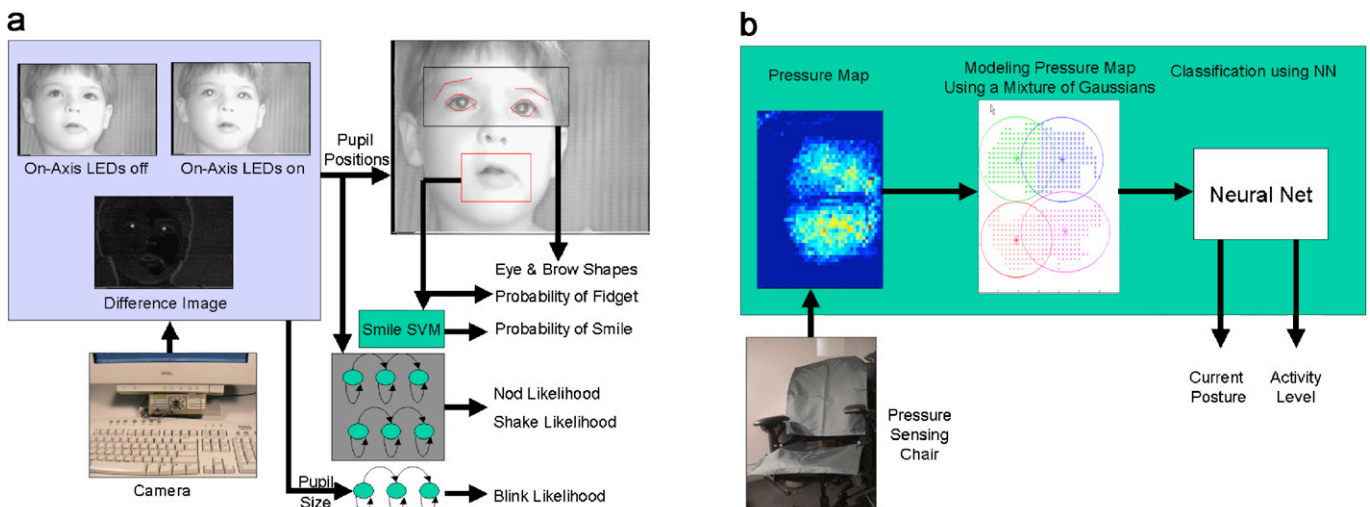 a
On-Axis LEDs off
On-Axis LEDs on
Difference Image
Camera
Pupil
Positions
Eye & Brow Shapes
Probability of Fidget
Smile SVM
Probability of Smile
Nod Likelihood
Shake Likelihood
Pupil
Size
Blink Likelihood
b
Pressure Map
Modeling Pressure Map
Using a Mixture of Gaussians
Classification using NN
Neural Net
Current
Posture
Activity
Level
Pressure
Sensing
Chair